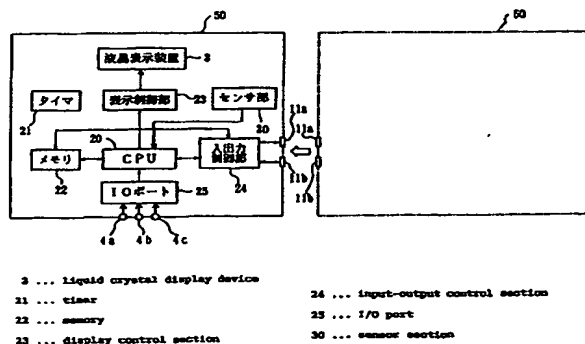 50
60
液晶表示装置
3
タイマ
21
表示制御部
23
センサ部
30
11a
11a
メモリ
22
20
CPU
入出力
制御部
24
11b
11b
IOポート
25
4a
4b
4c
3 ... liquid crystal display device
21 ... timer
22 ... memory
23 ... display control section
24 ... input-output control section
25 ... I/O port
30 ... sensor section